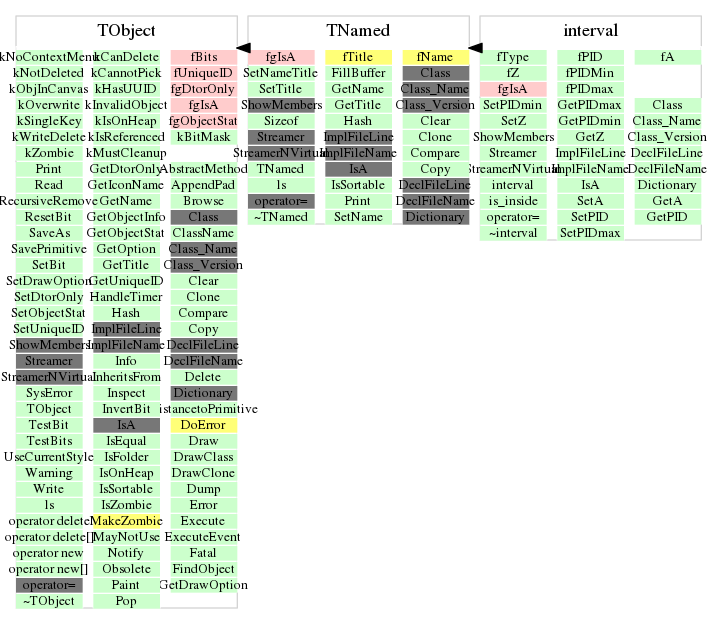 TObject TNamed interval
kNoContextMenu kCanDelete fBits fgIsA fTitle fName fType fPID fA
kNotDeleted kCannotPick fUniqueID SetNameTitle FillBuffer Class fZ fPIDMin
kObjInCanvas kHasUUID fgDtorOnly SetTitle GetName Class_Name fgIsA fPIDmax
kOverwrite kInvalidObject fgIsA ShowMembers GetTitle Class_Version SetPIDmin GetPIDmax Class
kSingleKey kIsOnHeap fgObjectStat Sizeof Hash Clear SetZ GetPIDmin Class_Name
kWriteDelete kIsReferenced kBitMask Streamer ImplFileLine Clone ShowMembers GetZ Class_Version
kZombie kMustCleanup StreamerNVirtual ImplFileName Compare Streamer ImplFileLine DeclFileLine
Print GetDtorOnly AbstractMethod TNamed IsA Copy StreamerNVirtual ImplFileName DeclFileName
Read GetIconName AppendPad ls IsSortable DeclFileLine interval IsA Dictionary
RecursiveRemove GetName Browse operator= Print DeclFileName is_inside SetA GetA
ResetBit GetObjectInfo Class ~TNamed SetName Dictionary operator= SetPID GetPID
SaveAs GetObjectStat ClassName ~interval SetPIDmax
SavePrimitive GetOption Class_Name
SetBit GetTitle Class_Version
SetDrawOption GetUniqueID Clear
SetDtorOnly HandleTimer Clone
SetObjectStat Hash Compare
SetUniqueID ImplFileLine Copy
ShowMembers ImplFileName DeclFileLine
Streamer Info DeclFileName
StreamerNVirtual InheritsFrom Delete
SysError Inspect Dictionary
TObject InvertBit istancetoPrimitive
TestBit IsA DoError
TestBits IsEqual Draw
UseCurrentStyle IsFolder DrawClass
Warning IsOnHeap DrawClone
Write IsSortable Dump
ls IsZombie Error
operator delete MakeZombie Execute
operator delete[] MayNotUse ExecuteEvent
operator new Notify Fatal
operator new[] Obsolete FindObject
operator= Paint GetDrawOption
~TObject Pop